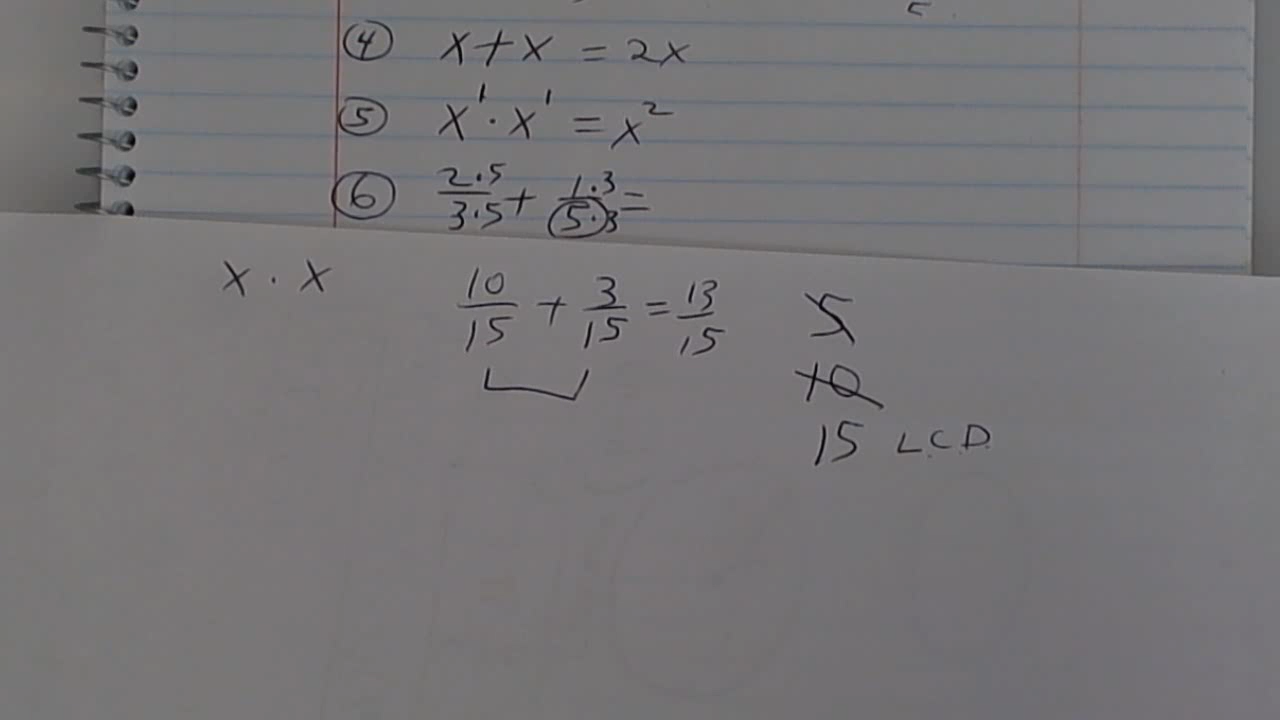 ④ x + x = 2x
⑤ x¹ · x¹ = x²
⑥ 2·5/3·5 + 1·3/5·3 =
x · x
10/15 + 3/15 = 13/15
5
10
15 L.C.D.